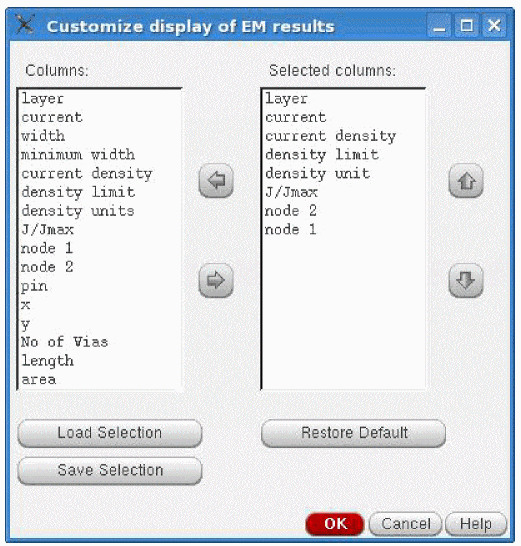 Customize display of EM results
Columns:
layer
current
width
minimum width
current density
density limit
density units
J/Jmax
node 1
node 2
pin
x
y
No of Vias
length
area
Selected columns:
layer
current
current density
density limit
density unit
J/Jmax
node 2
node 1
Load Selection
Restore Default
Save Selection
OK
Cancel
Help